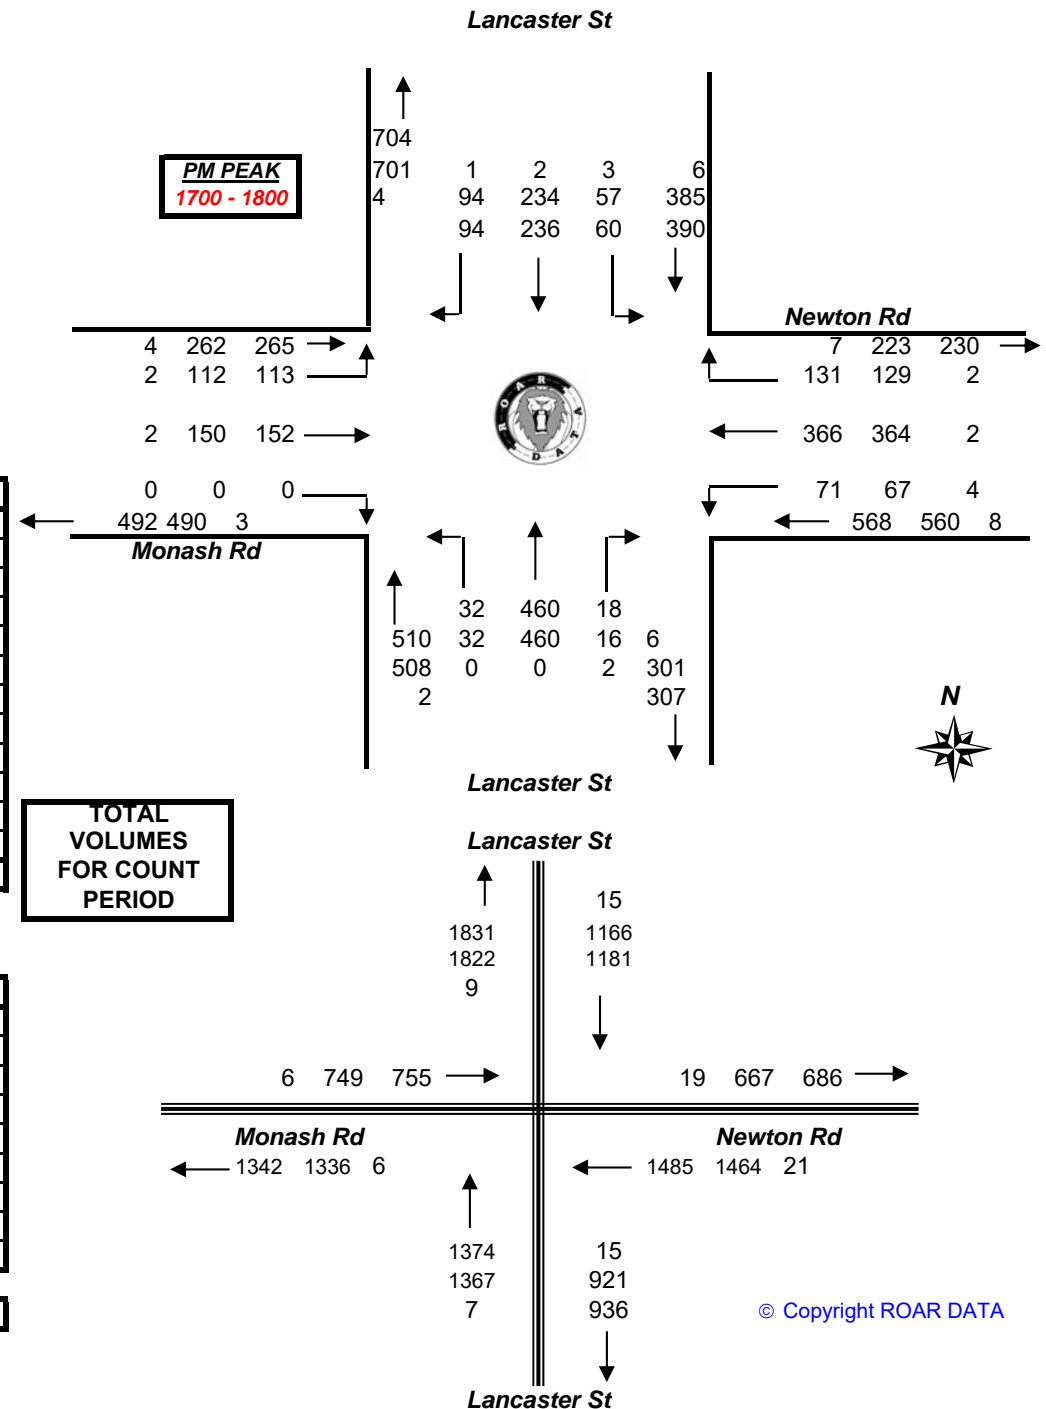 Lancaster St
704
PM PEAK 701 1 2 3 6
1700 - 1800 4 94 234 57 385
94 236 60 390
Newton Rd
4 262 265 7 223 230
2 112 113 131 129 2
ROAR DATA
2 150 152 366 364 2
0 0 0 71 67 4
492 490 3 568 560 8
Monash Rd
32 460 18
510 32 460 16 6
508 0 0 2 301
2 307
N
Lancaster St
TOTAL
VOLUMES
FOR COUNT
PERIOD
Lancaster St
15
1831 1166
1822 1181
9
6 749 755 19 667 686
Monash Rd Newton Rd
1342 1336 6 1485 1464 21
1374 15
1367 921
7 936
© Copyright ROAR DATA
Lancaster St